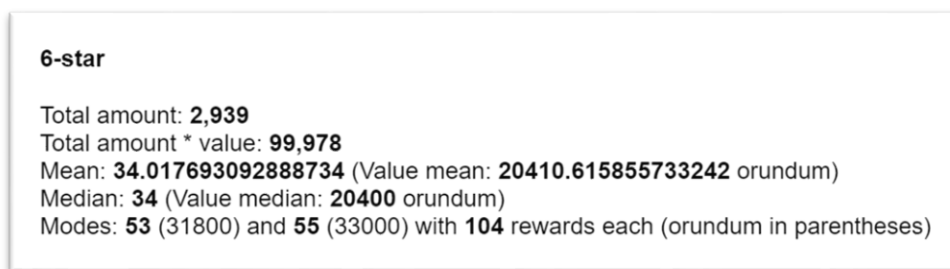 6-star
Total amount: 2,939
Total amount * value: 99,978
Mean: 34.017693092888734 (Value mean: 20410.615855733242 orundum)
Median: 34 (Value median: 20400 orundum)
Modes: 53 (31800) and 55 (33000) with 104 rewards each (orundum in parentheses)